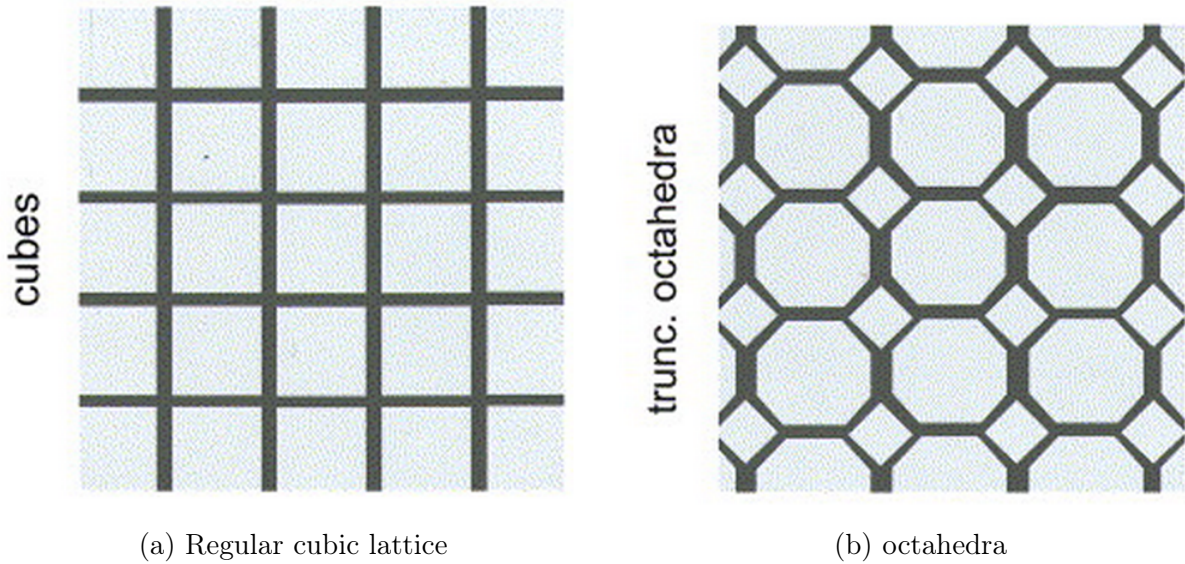 cubes
trunc. octahedra
(a) Regular cubic lattice
(b) octahedra